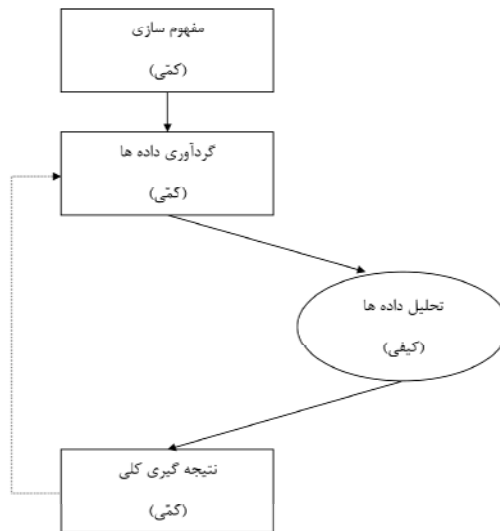 مفهوم سازی
(کمّی)
گردآوری داده ها
(کمّی)
تحلیل داده ها
(کیفی)
نتیجه گیری کلی
(کمّی)